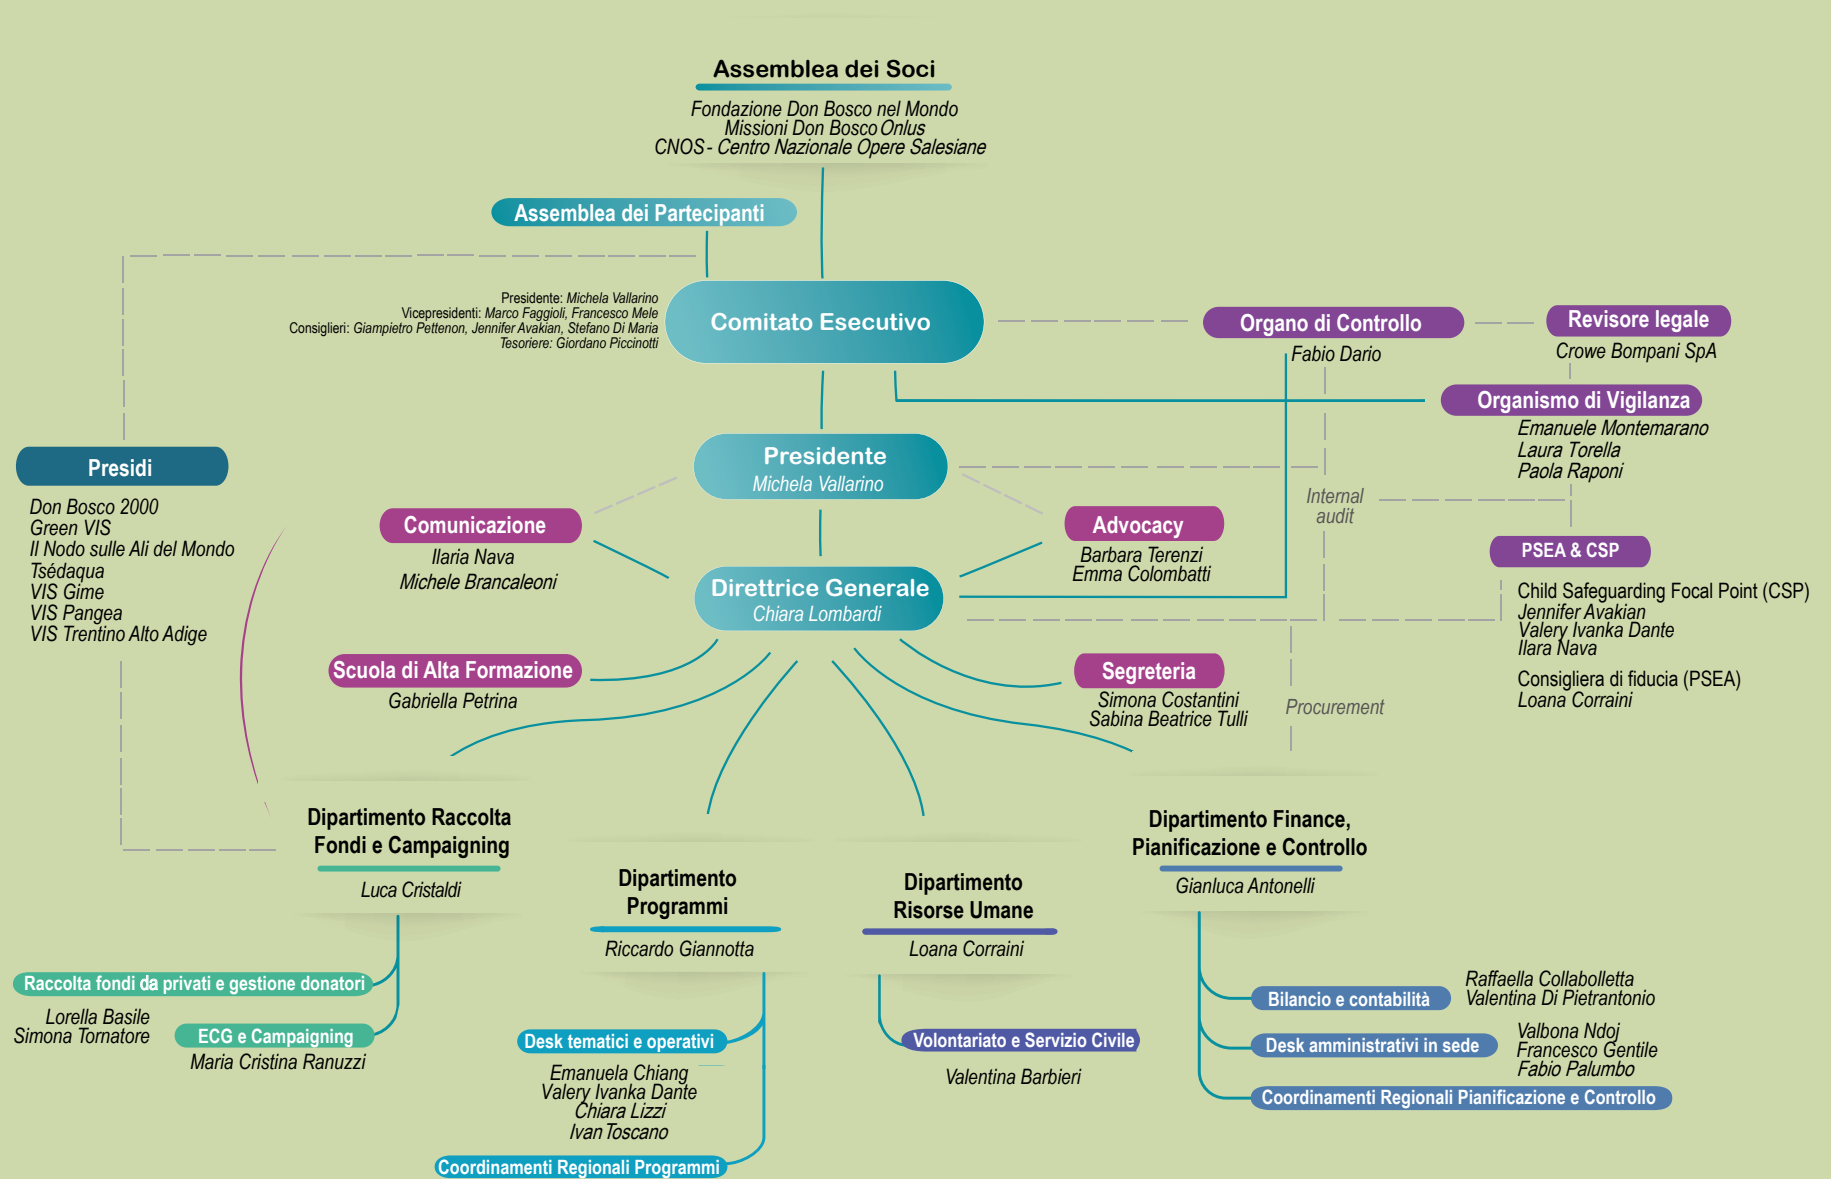 Assemblea dei Soci
Fondazione Don Bosco nel Mondo
Missioni Don Bosco Onlus
CNOS - Centro Nazionale Opere Salesiane
Assemblea dei Partecipanti
Presidente: Michela Vallarino
Vicepresidenti: Marco Faggioli, Francesco Mele
Consiglieri: Giampietro Pettenon, Jennifer Avakian, Stefano Di Maria
Tesoriere: Giordano Piccinotti
Comitato Esecutivo
Organo di Controllo
Fabio Dario
Revisore legale
Crowe Bompani SpA
Organismo di Vigilanza
Emanuele Montemarano
Laura Torella
Paola Raponi
Presidente
Michela Vallarino
Presidi
Don Bosco 2000
Green VIS
Il Nodo sulle Ali del Mondo
Tsédaqua
VIS Gime
VIS Pangea
VIS Trentino Alto Adige
Comunicazione
Ilaria Nava
Michele Brancaleoni
Advocacy
Barbara Terenzi
Emma Colombatti
Internal
audit
PSEA & CSP
Child Safeguarding Focal Point (CSP)
Jennifer Avakian
Valery Ivanka Dante
Ilara Nava
Consigliera di fiducia (PSEA)
Loana Corraini
Direttrice Generale
Chiara Lombardi
Scuola di Alta Formazione
Gabriella Petrina
Segreteria
Simona Costantini
Sabina Beatrice Tulli
Procurement
Dipartimento Raccolta
Fondi e Campaigning
Luca Cristaldi
Raccolta fondi da privati e gestione donatori
Lorella Basile
Simona Tornatore
ECG e Campaigning
Maria Cristina Ranuzzi
Dipartimento
Programmi
Riccardo Giannotta
Desk tematici e operativi
Emanuela Chiang
Valery Ivanka Dante
Chiara Lizzi
Ivan Toscano
Coordinamenti Regionali Programmi
Dipartimento
Risorse Umane
Loana Corraini
Volontariato e Servizio Civile
Valentina Barbieri
Dipartimento Finance,
Pianificazione e Controllo
Gianluca Antonelli
Bilancio e contabilità
Raffaella Collabolletta
Valentina Di Pietrantonio
Desk amministrativi in sede
Valbona Ndoj
Francesco Gentile
Fabio Palumbo
Coordinamenti Regionali Pianificazione e Controllo